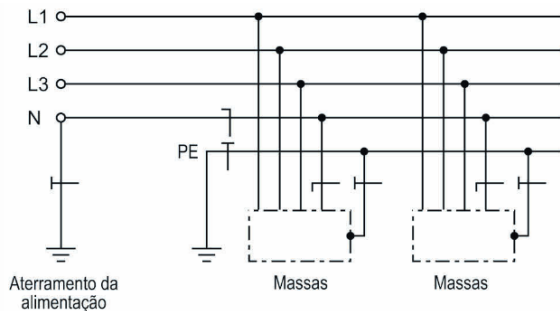 L1
L2
L3
N
PE
Aterramento da
alimentação
Massas
Massas